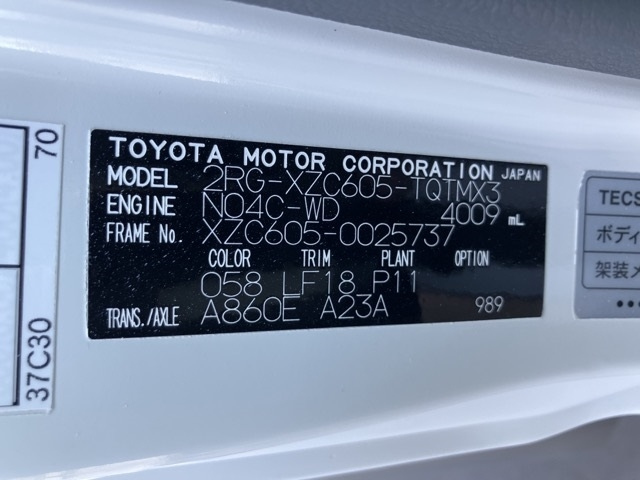 TOYOTA MOTOR CORPORATION JAPAN
MODEL 2RG-XZC605-TQTMX3
ENGINE N04C-WD 4009 mL
FRAME No. XZC605-0025737
COLOR TRIM PLANT OPTION
058 LF18 P11
TRANS./AXLE A860E A23A 989
37C30 70
TECS
ボディ
架装メ